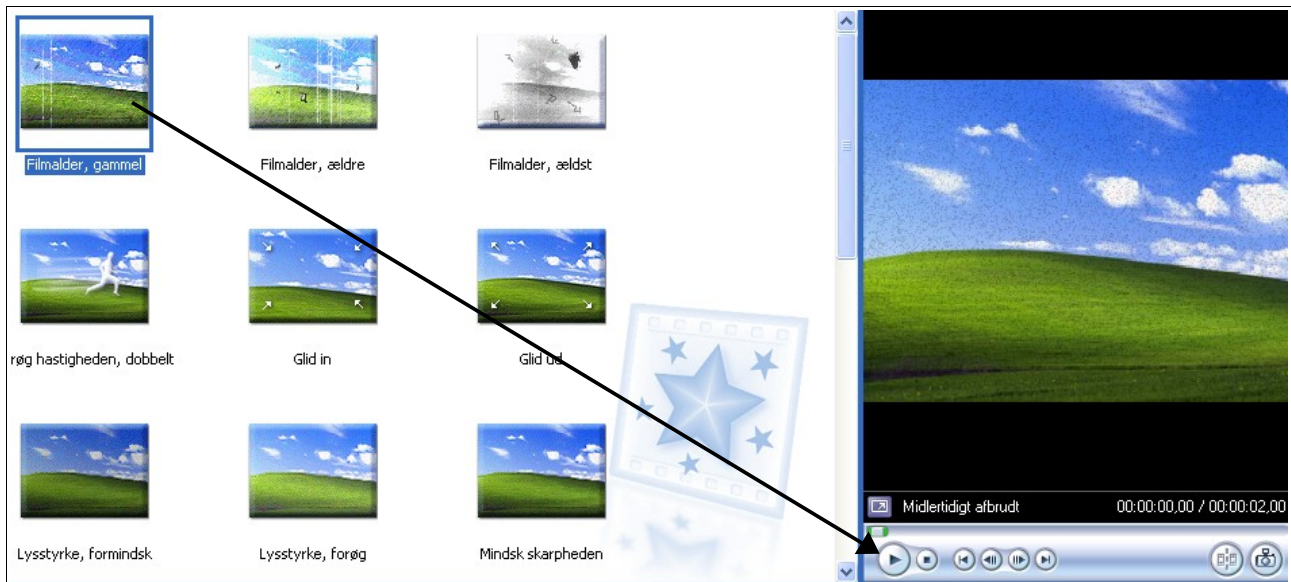 Filmalder, gammel
Filmalder, ældre
Filmalder, ældst
røg hastigheden, dobbelt
Glid in
Glid ud
Lysstyrke, formindsk
Lysstyrke, forøg
Mindsk skarpheden
Midlertidigt afbrudt 00:00:00,00 / 00:00:02,00